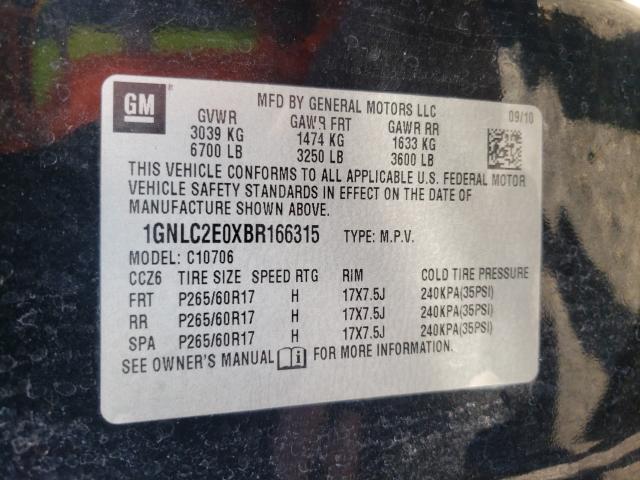 GM
MFD BY GENERAL MOTORS LLC
09/10
GVWR GAWR FRT GAWR RR
3039 KG 1474 KG 1633 KG
6700 LB 3250 LB 3600 LB
THIS VEHICLE CONFORMS TO ALL APPLICABLE U.S. FEDERAL MOTOR
VEHICLE SAFETY STANDARDS IN EFFECT ON THE DATE OF
MANUFACTURE SHOWN ABOVE.
1GNLC2E0XBR166315 TYPE: M.P.V.
MODEL: C10706
CCZ6 TIRE SIZE SPEED RTG RIM COLD TIRE PRESSURE
FRT P265/60R17 H 17X7.5J 240KPA(35PSI)
RR P265/60R17 H 17X7.5J 240KPA(35PSI)
SPA P265/60R17 H 17X7.5J 240KPA(35PSI)
SEE OWNER'S MANUAL i FOR MORE INFORMATION.